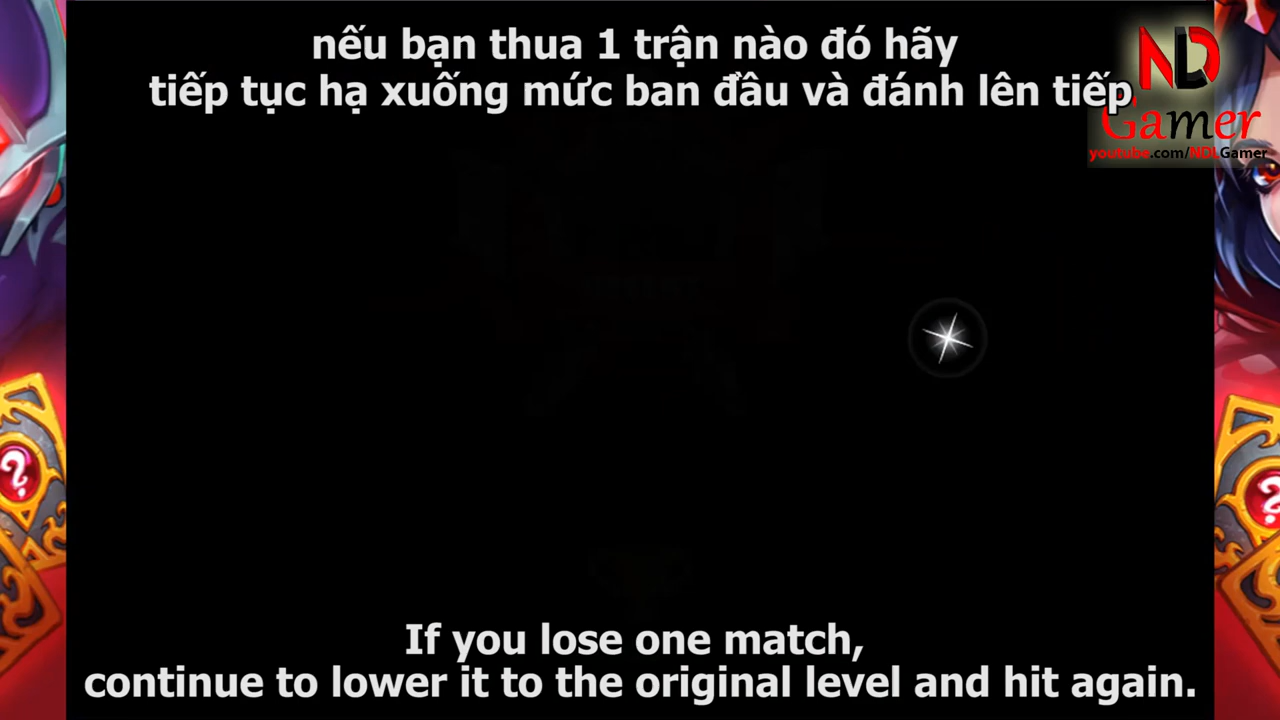 nếu bạn thua 1 trận nào đó hãy
tiếp tục hạ xuống mức ban đầu và đánh lên tiếp
ND
Gamer
youtube.com/NDLGamer
?
?
If you lose one match,
continue to lower it to the original level and hit again.